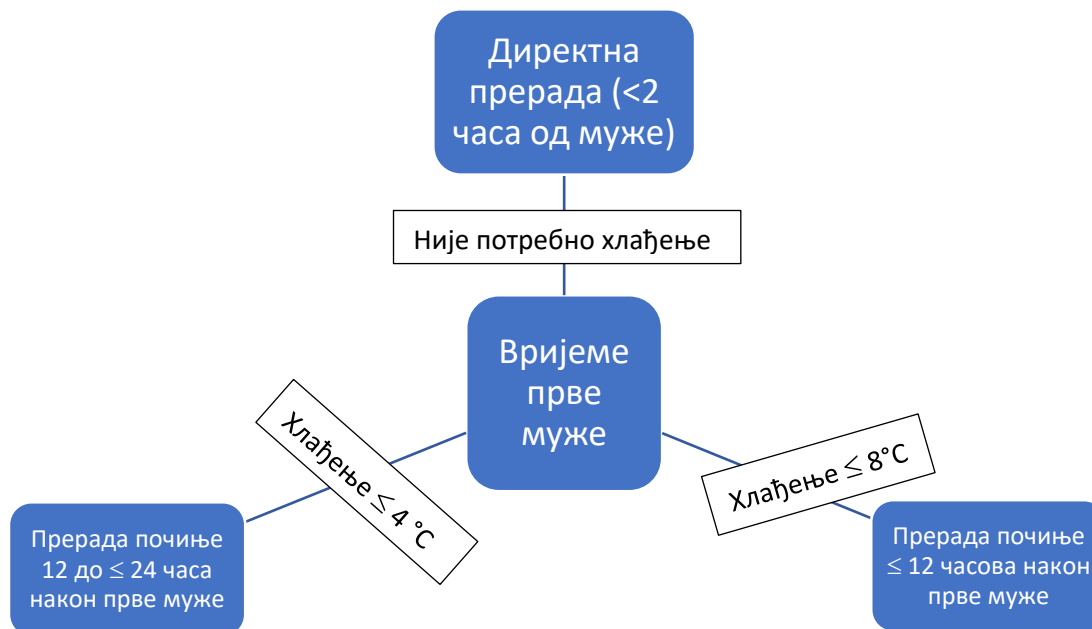 Директна
прерада (<2
часа од муже)
Није потребно хлађење
Вријеме
прве
муже
Хлађење ≤ 4 °C
Хлађење ≤ 8°C
Прерада почиње
12 до ≤ 24 часа
након прве муже
Прерада почиње
≤ 12 часова након
прве муже